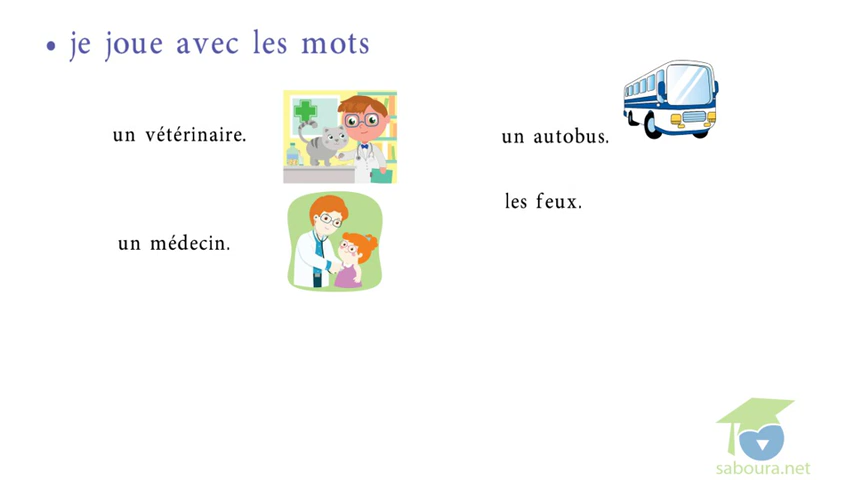 • je joue avec les mots
un vétérinaire.
un médecin.
un autobus.
les feux.
saboura.net